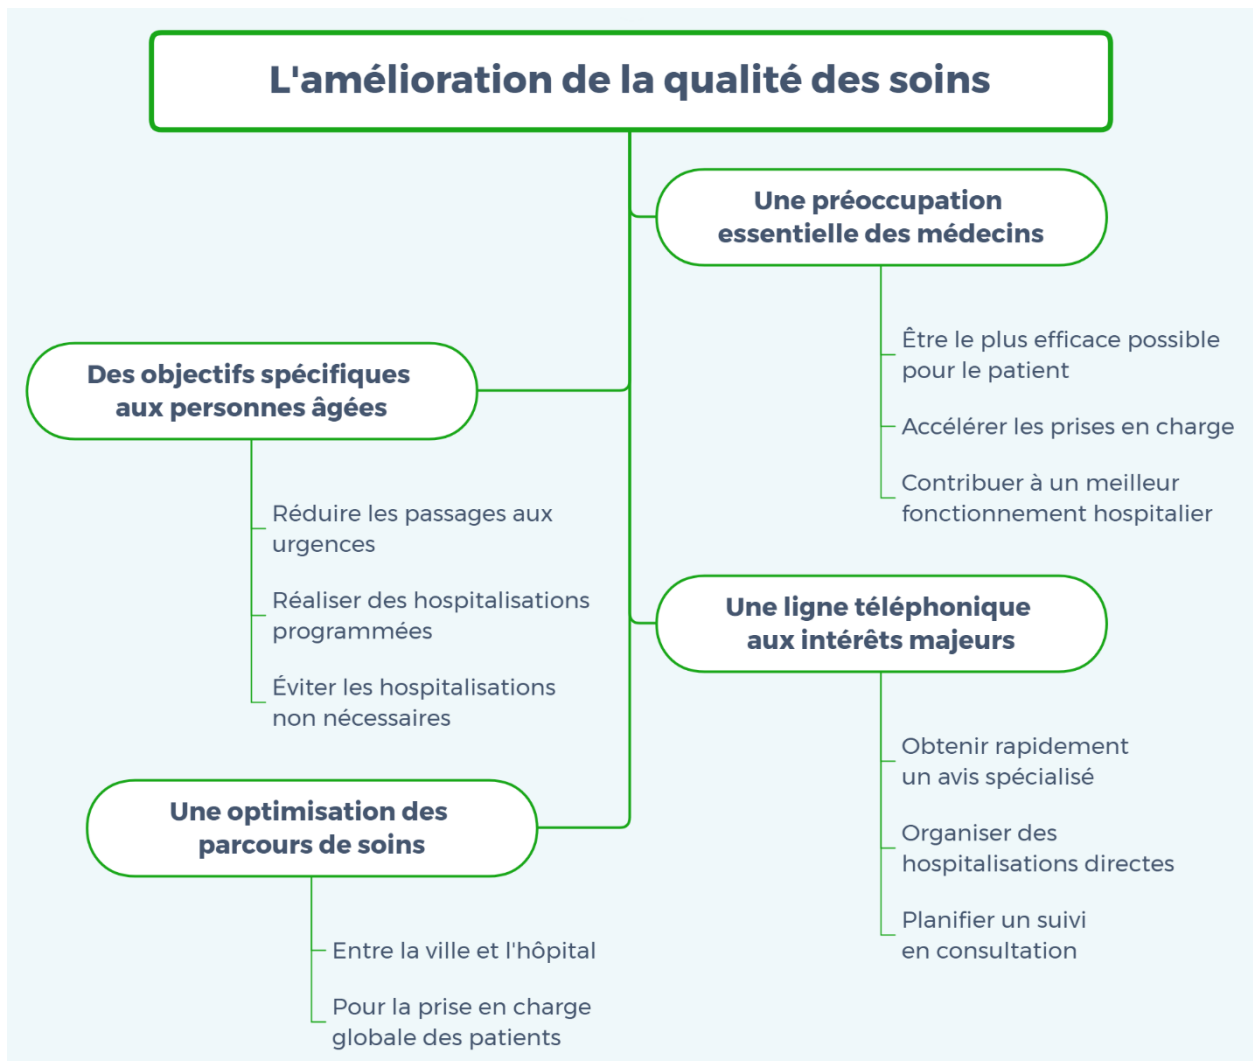 L'amélioration de la qualité des soins
Une préoccupation
essentielle des médecins
Être le plus efficace possible
pour le patient
Accélérer les prises en charge
Contribuer à un meilleur
fonctionnement hospitalier
Des objectifs spécifiques
aux personnes âgées
Réduire les passages aux
urgences
Réaliser des hospitalisations
programmées
Éviter les hospitalisations
non nécessaires
Une ligne téléphonique
aux intérêts majeurs
Obtenir rapidement
un avis spécialisé
Organiser des
hospitalisations directes
Planifier un suivi
en consultation
Une optimisation des
parcours de soins
Entre la ville et l'hôpital
Pour la prise en charge
globale des patients